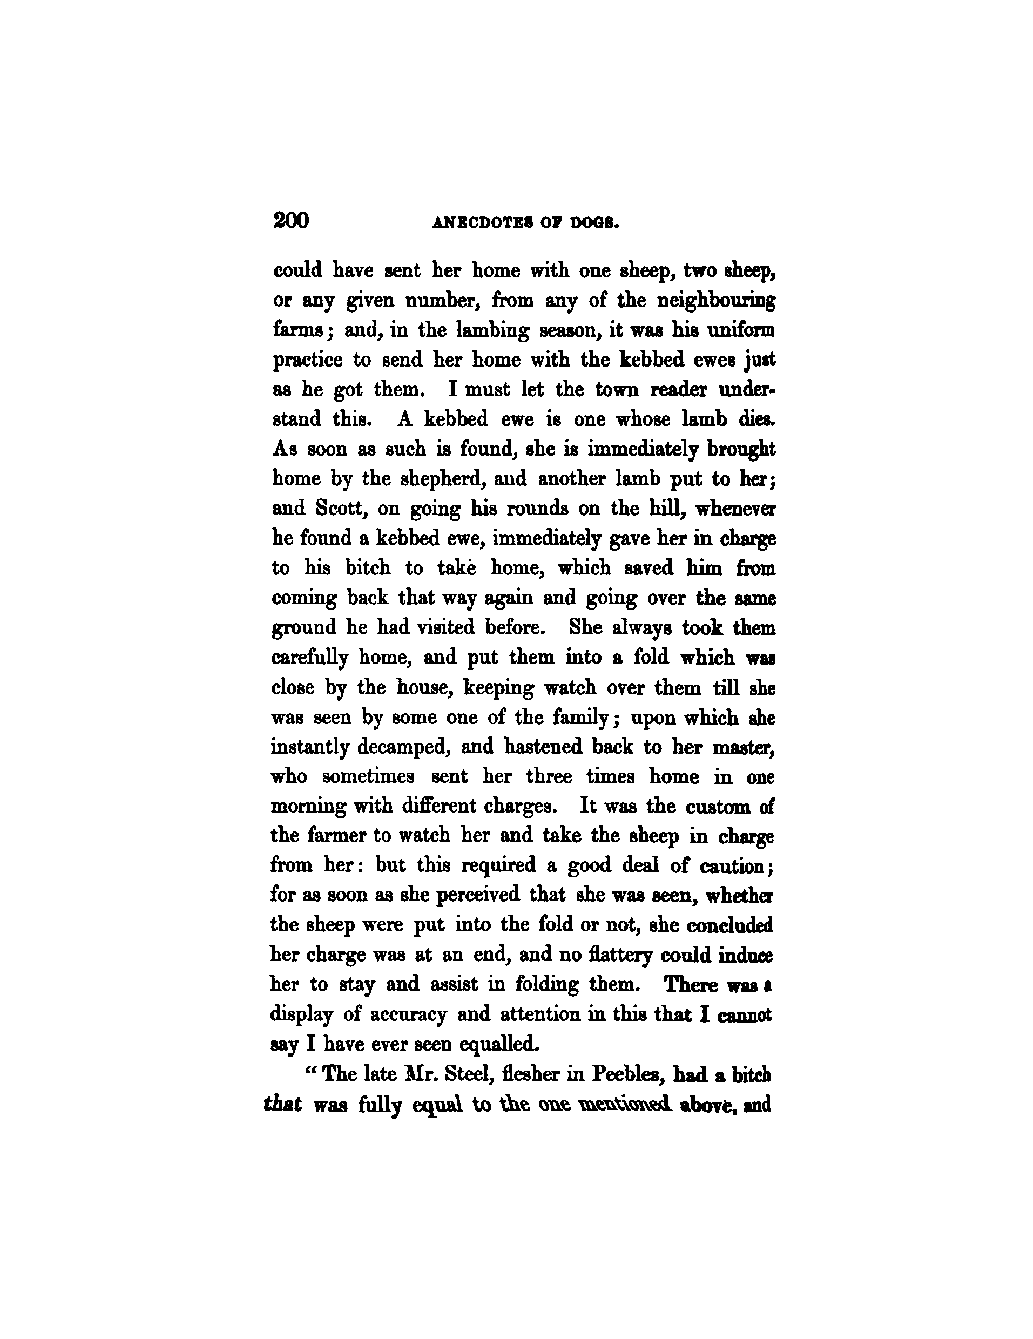 200 ANECDOTES OF DOGS.
could have sent her home with one sheep, two sheep,
or any given number, from any of the neighbouring
farms; and, in the lambing season, it was his uniform
practice to send her home with the kebbed ewes just
as he got them. I must let the town reader under-
stand this. A kebbed ewe is one whose lamb dies.
As soon as such is found, she is immediately brought
home by the shepherd, and another lamb put to her;
and Scott, on going his rounds on the hill, whenever
he found a kebbed ewe, immediately gave her in charge
to his bitch to take home, which saved him from
coming back that way again and going over the same
ground he had visited before. She always took them
carefully home, and put them into a fold which was
close by the house, keeping watch over them till she
was seen by some one of the family; upon which she
instantly decamped, and hastened back to her master,
who sometimes sent her three times home in one
morning with different charges. It was the custom of
the farmer to watch her and take the sheep in charge
from her: but this required a good deal of caution;
for as soon as she perceived that she was seen, whether
the sheep were put into the fold or not, she concluded
her charge was at an end, and no flattery could induce
her to stay and assist in folding them. There was a
display of accuracy and attention in this that I cannot
say I have ever seen equalled.
“The late Mr. Steel, flesher in Peebles, had a bitch
that was fully equal to the one mentioned above, and